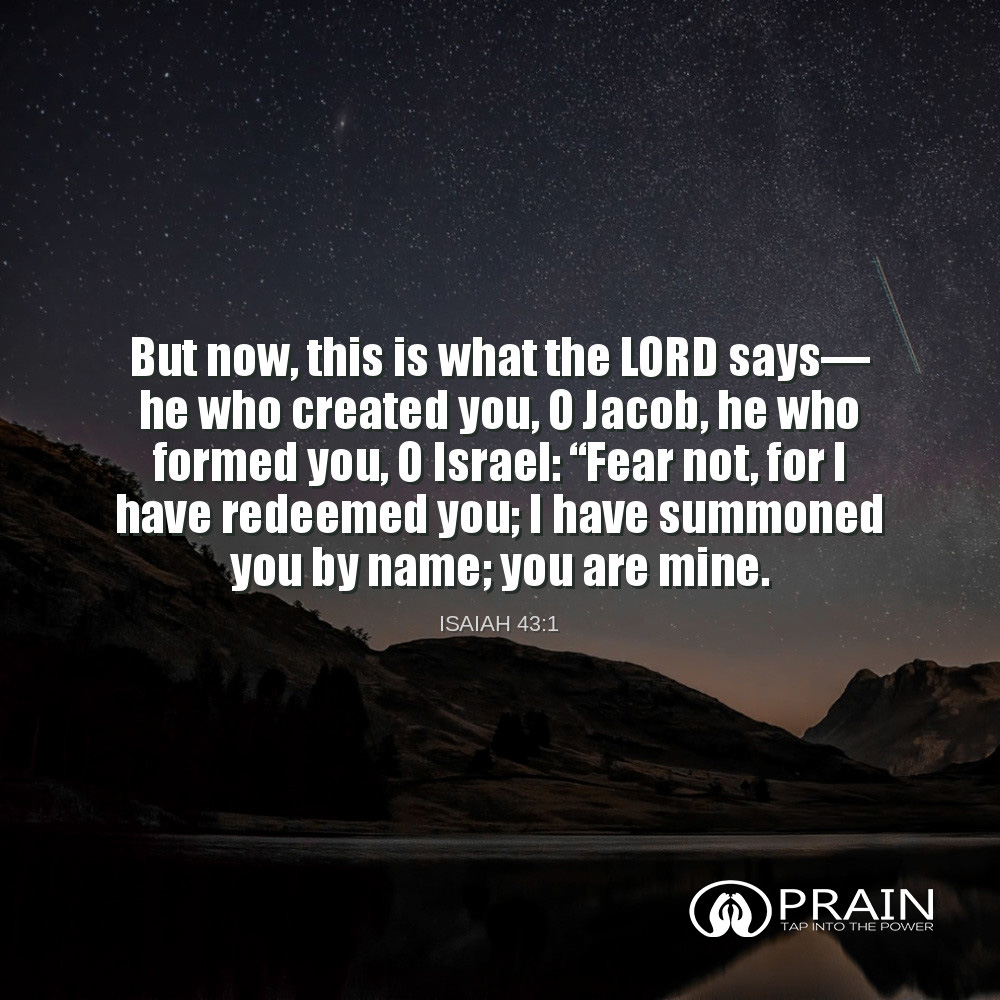 But now, this is what the LORD says—
he who created you, O Jacob, he who
formed you, O Israel: “Fear not, for I
have redeemed you; I have summoned
you by name; you are mine.
ISAIAH 43:1
PRAIN
TAP INTO THE POWER